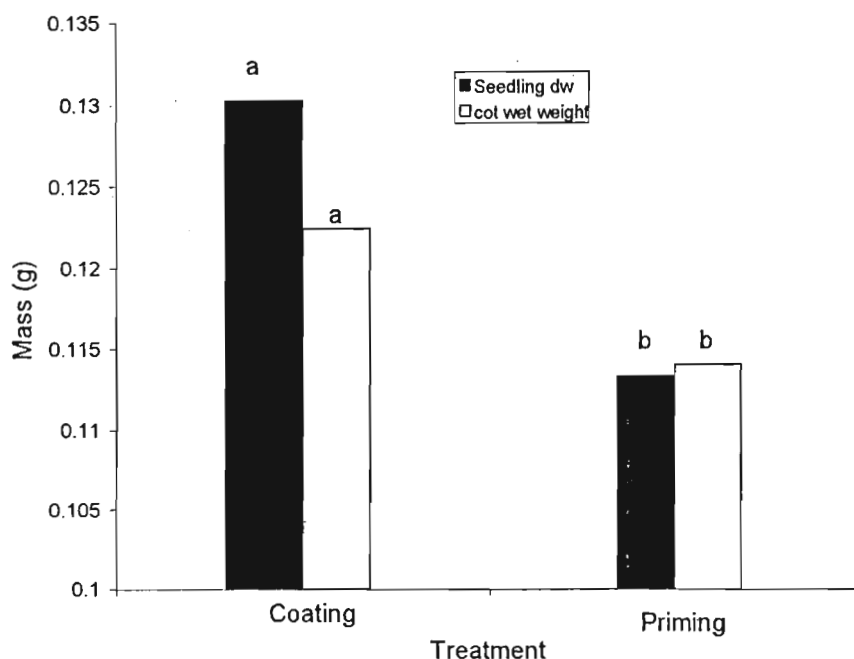 0.135
0.13
0.125
0.12
0.115
0.11
0.105
0.1
Mass (g)
a
a
b
b
Seedling dw
cot wet weight
Coating
Priming
Treatment